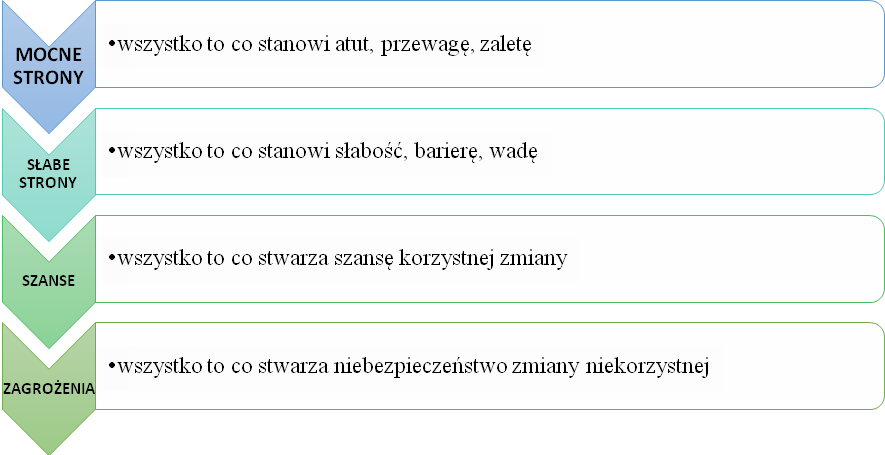 MOCNE
STRONY
•wszystko to co stanowi atut, przewagę, zaletę
SŁABE
STRONY
•wszystko to co stanowi słabość, barierę, wadę
SZANSE
•wszystko to co stwarza szansę korzystnej zmiany
ZAGROŻENIA
•wszystko to co stwarza niebezpieczeństwo zmiany niekorzystnej